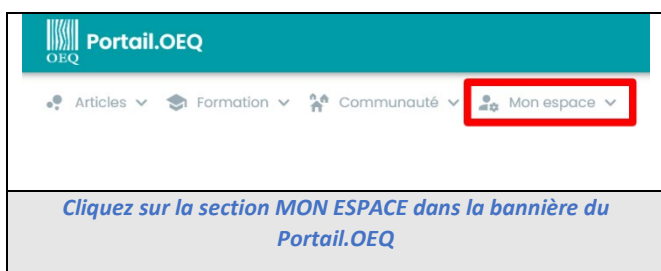 Portail.OEQ
OEQ
Articles Formation Communauté Mon espace
Cliquez sur la section MON ESPACE dans la bannière du
Portail.OEQ